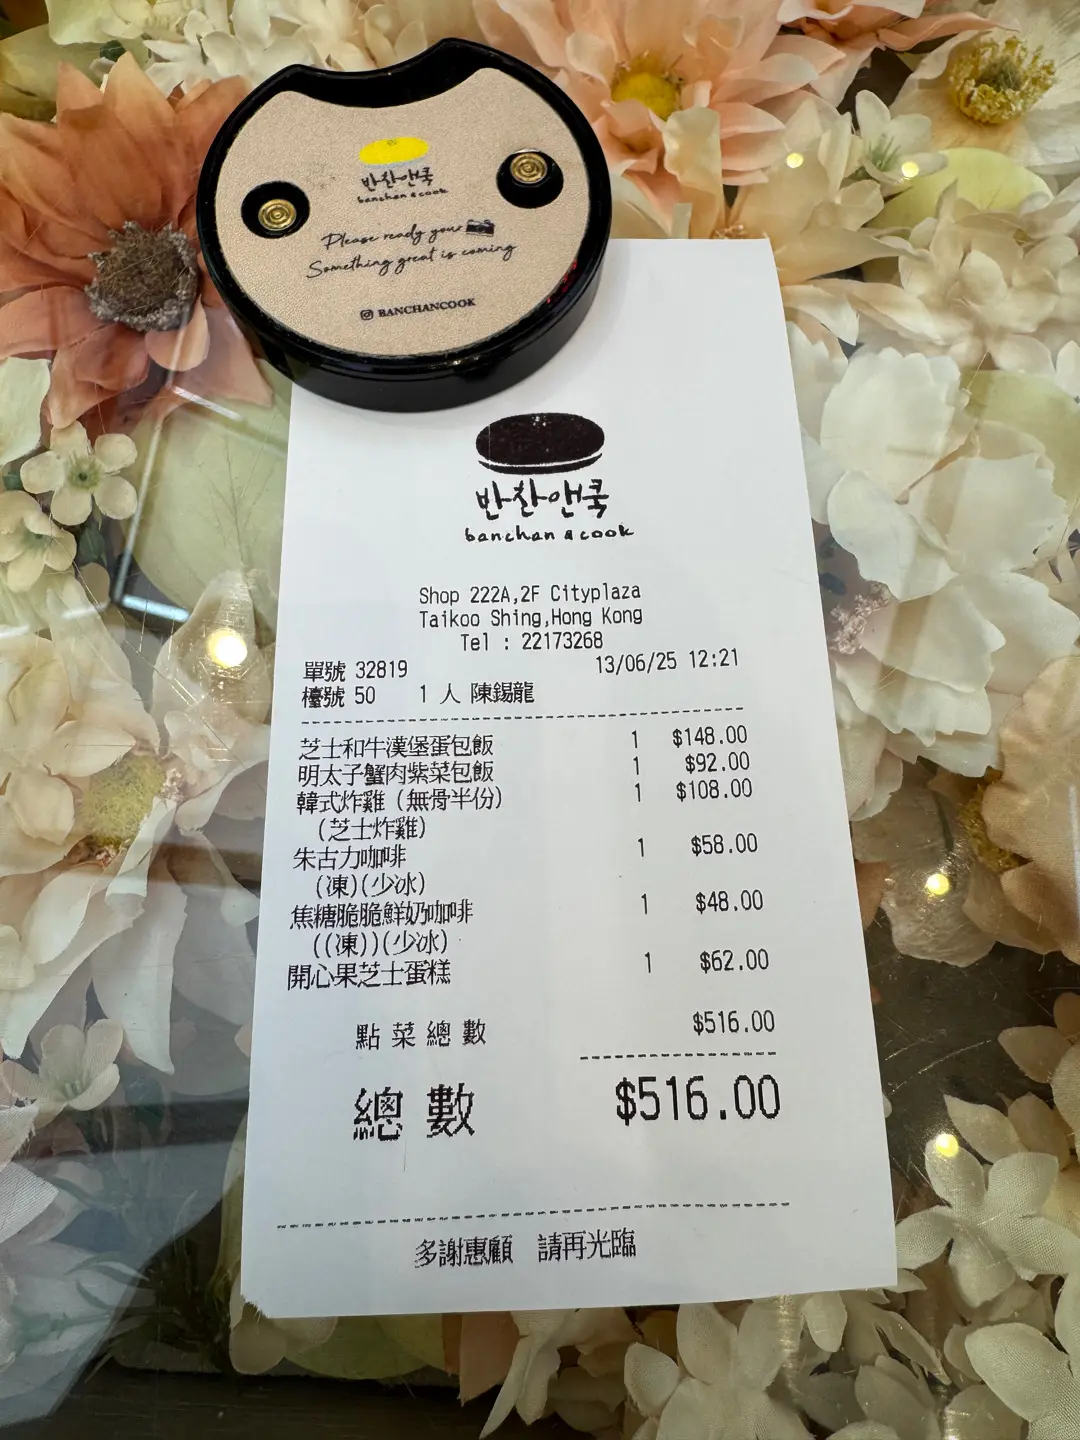 반찬앤쿡
banchan & cook
Please ready your
Something great is coming
BANCHANCOOK
반찬앤쿡
banchan & cook
Shop 222A,2F Cityplaza
Taikoo Shing,Hong Kong
Tel : 22173268
單號 32819 13/06/25 12:21
檯號 50 1 人 陳錫龍
芝士和牛漢堡蛋包飯 1 $148.00
明太子蟹肉紫菜包飯 1 $92.00
韓式炸雞 (無骨半份) 1 $108.00
(芝士炸雞)
朱古力咖啡 1 $58.00
(凍)(少冰)
焦糖脆脆鮮奶咖啡 1 $48.00
((凍))(少冰)
開心果芝士蛋糕 1 $62.00
點菜總數 $516.00
總數 $516.00
多謝惠顧 請再光臨